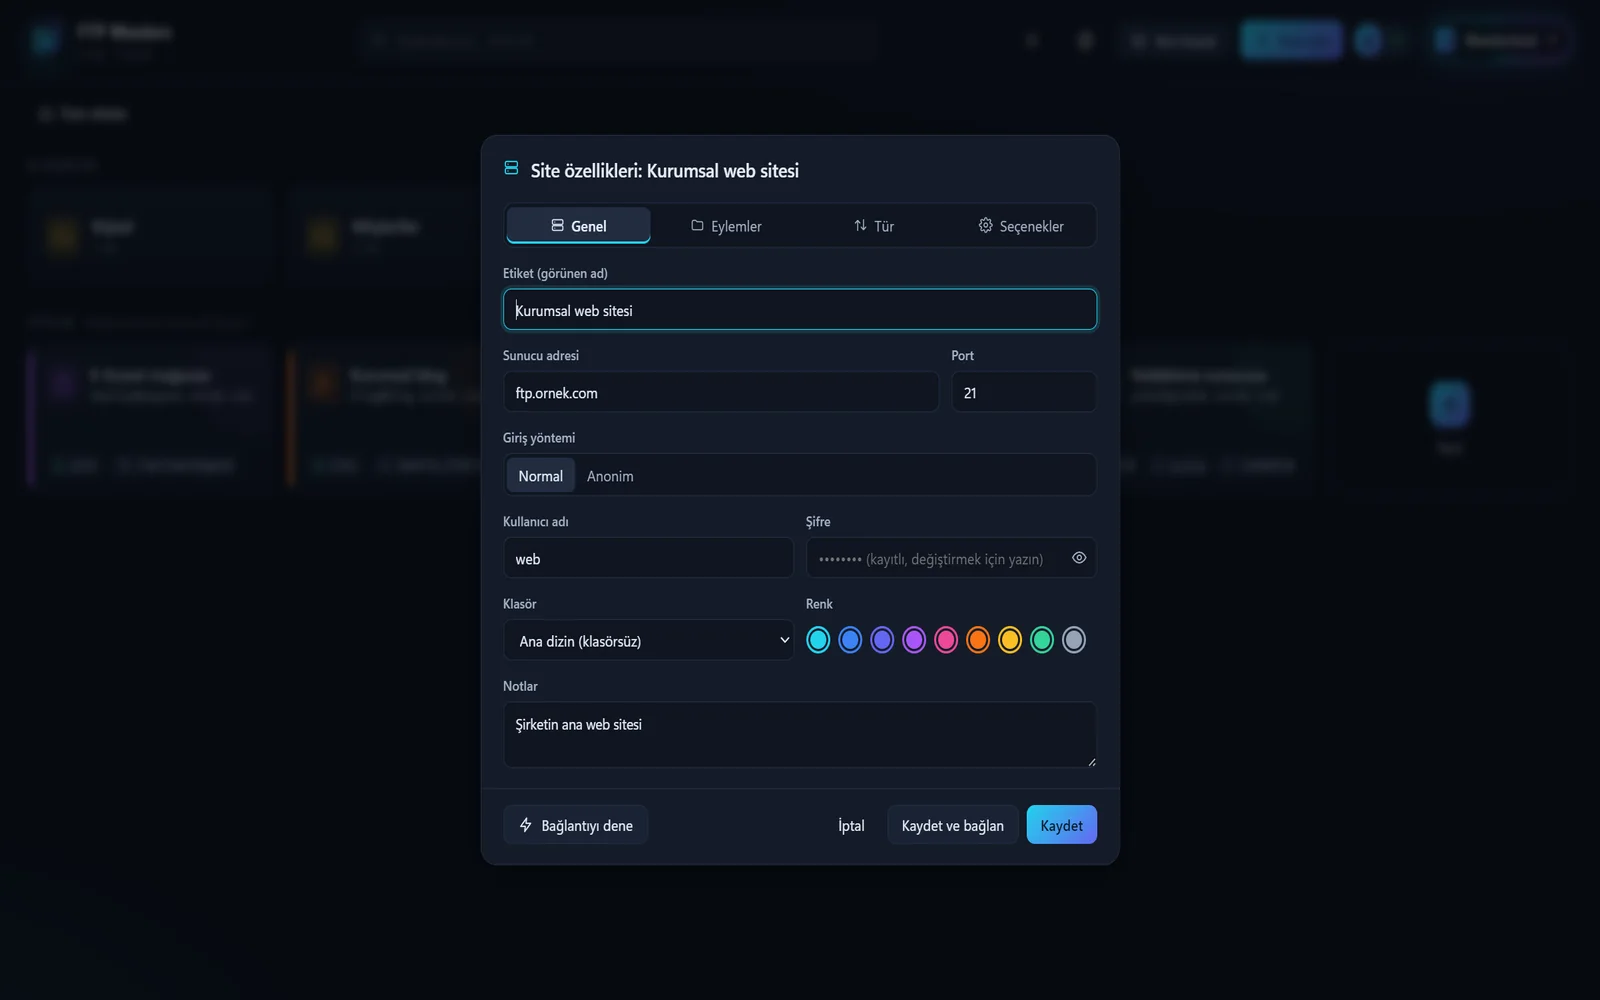 Site özellikleri: Kurumsal web sitesi
Genel
Eylemler
Tür
Seçenekler
Etiket (görünen ad)
Kurumsal web sitesi
Sunucu adresi
Port
ftp.ornek.com
21
Giriş yöntemi
Normal
Anonim
Kullanıcı adı
Şifre
web
•••••••• (kayıtlı, değiştirmek için yazın)
Klasör
Renk
Ana dizin (klasörsüz)
Notlar
Şirketin ana web sitesi
Bağlantıyı dene
İptal
Kaydet ve bağlan
Kaydet